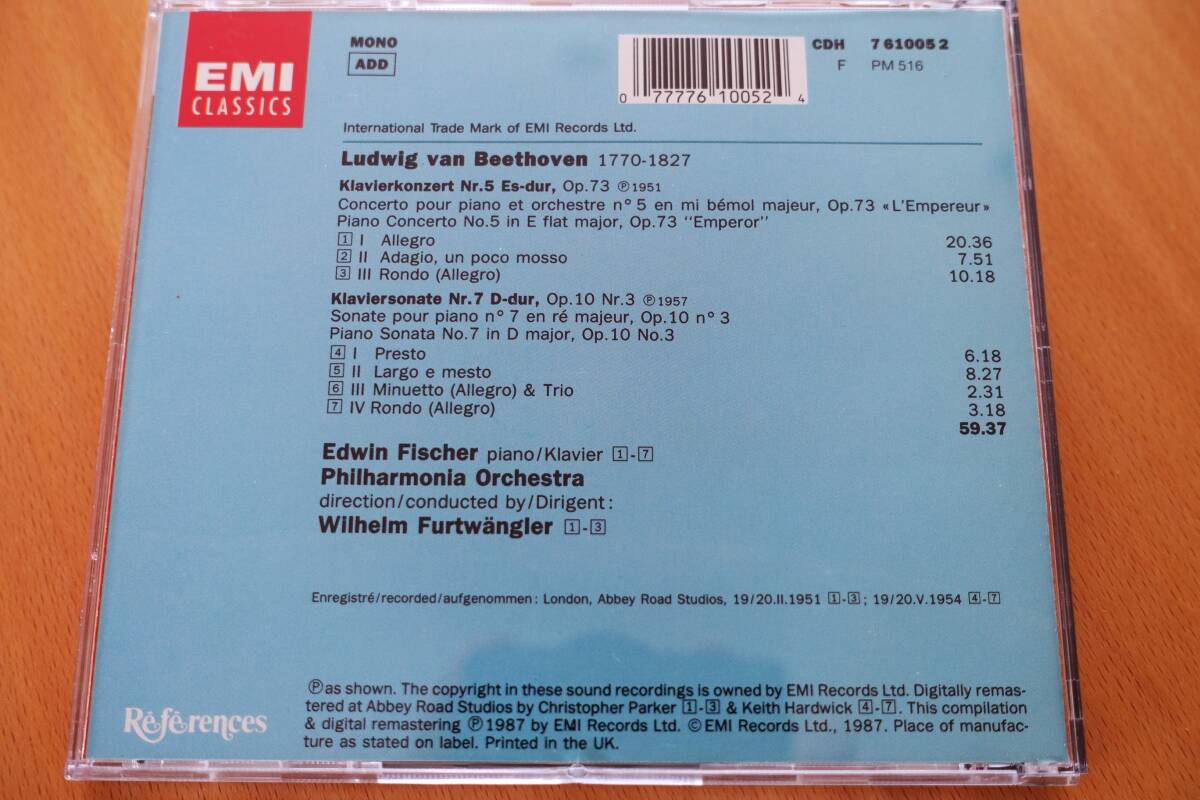 EMI
CLASSICS
MONO
ADD
0 77776 10052 4
CDH 7 61005 2
F PM 516
International Trade Mark of EMI Records Ltd.
Ludwig van Beethoven 1770-1827
Klavierkonzert Nr.5 Es-dur, Op.73 ℗1951
Concerto pour piano et orchestre n° 5 en mi bémol majeur, Op.73 «L'Empereur»
Piano Concerto No.5 in E flat major, Op.73 "Emperor"
1 I Allegro 20.36
2 II Adagio, un poco mosso 7.51
3 III Rondo (Allegro) 10.18
Klaviersonate Nr.7 D-dur, Op.10 Nr.3 ℗1957
Sonate pour piano n° 7 en ré majeur, Op.10 n° 3
Piano Sonata No.7 in D major, Op.10 No.3
4 I Presto 6.18
5 II Largo e mesto 8.27
6 III Minuetto (Allegro) & Trio 2.31
7 IV Rondo (Allegro) 3.18
59.37
Edwin Fischer piano/Klavier 1-7
Philharmonia Orchestra
direction/conducted by/Dirigent:
Wilhelm Furtwängler 1-3
Enregistré/recorded/aufgenommen: London, Abbey Road Studios, 19/20.II.1951 1-3; 19/20.V.1954 4-7
℗as shown. The copyright in these sound recordings is owned by EMI Records Ltd. Digitally remas-
tered at Abbey Road Studios by Christopher Parker 1-3 & Keith Hardwick 4-7. This compilation
& digital remastering ℗1987 by EMI Records Ltd. ©EMI Records Ltd., 1987. Place of manufac-
ture as stated on label. Printed in the UK.
Références